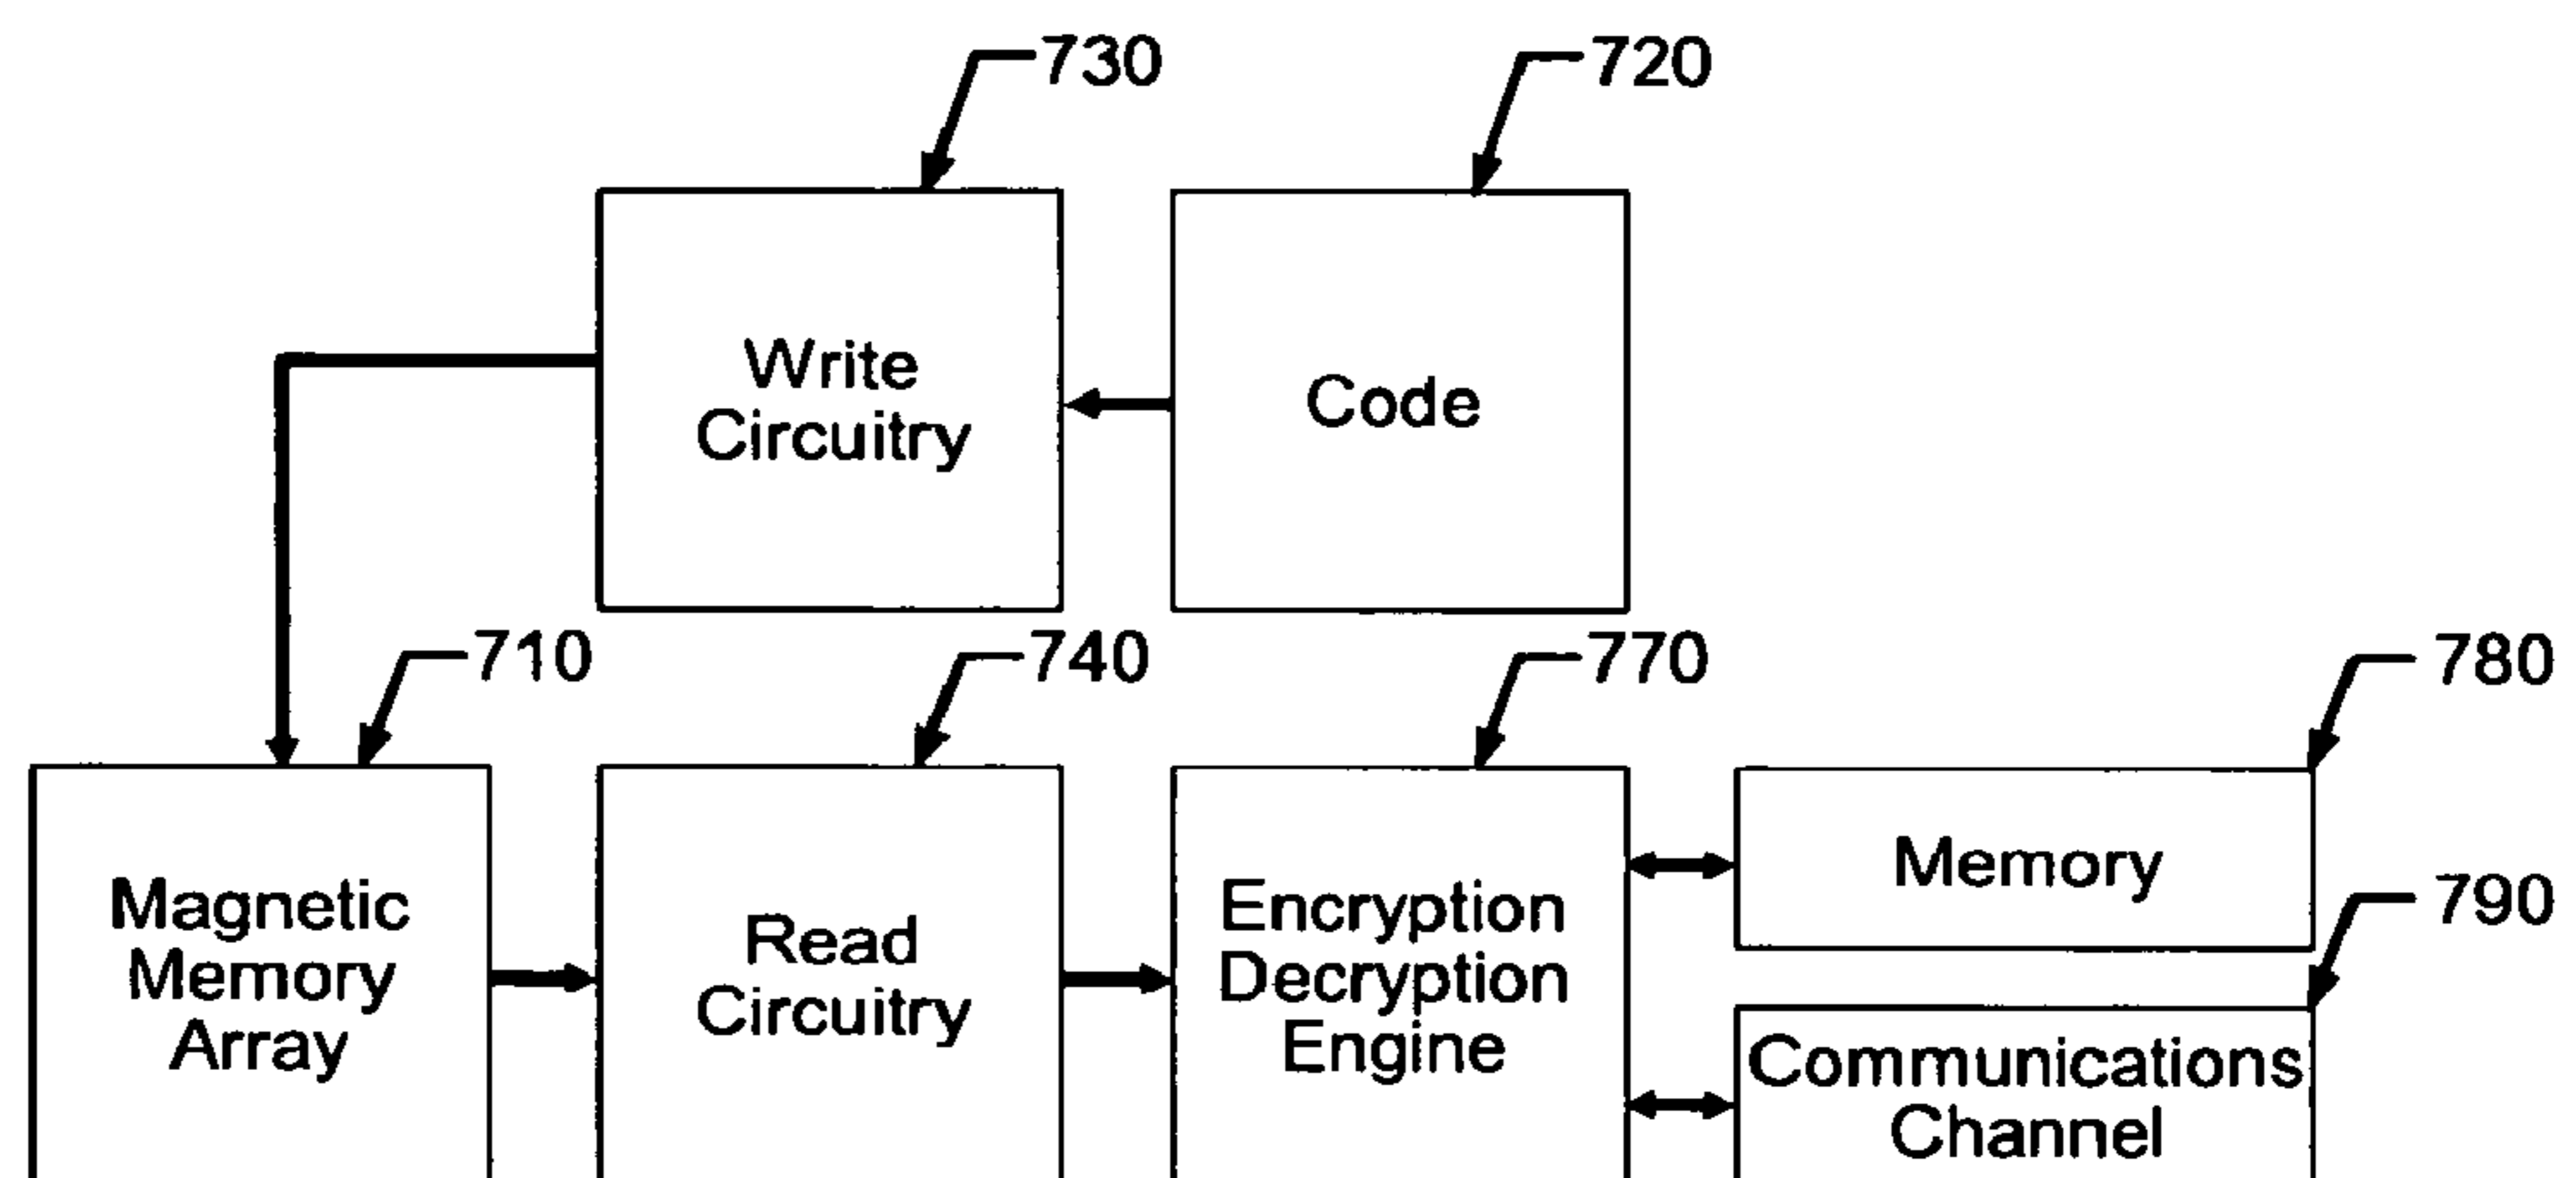 730
720
Write
Circuitry
Code
710
740
770
780
Magnetic
Memory
Array
Read
Circuitry
Encryption
Decryption
Engine
Memory
790
Communications
Channel